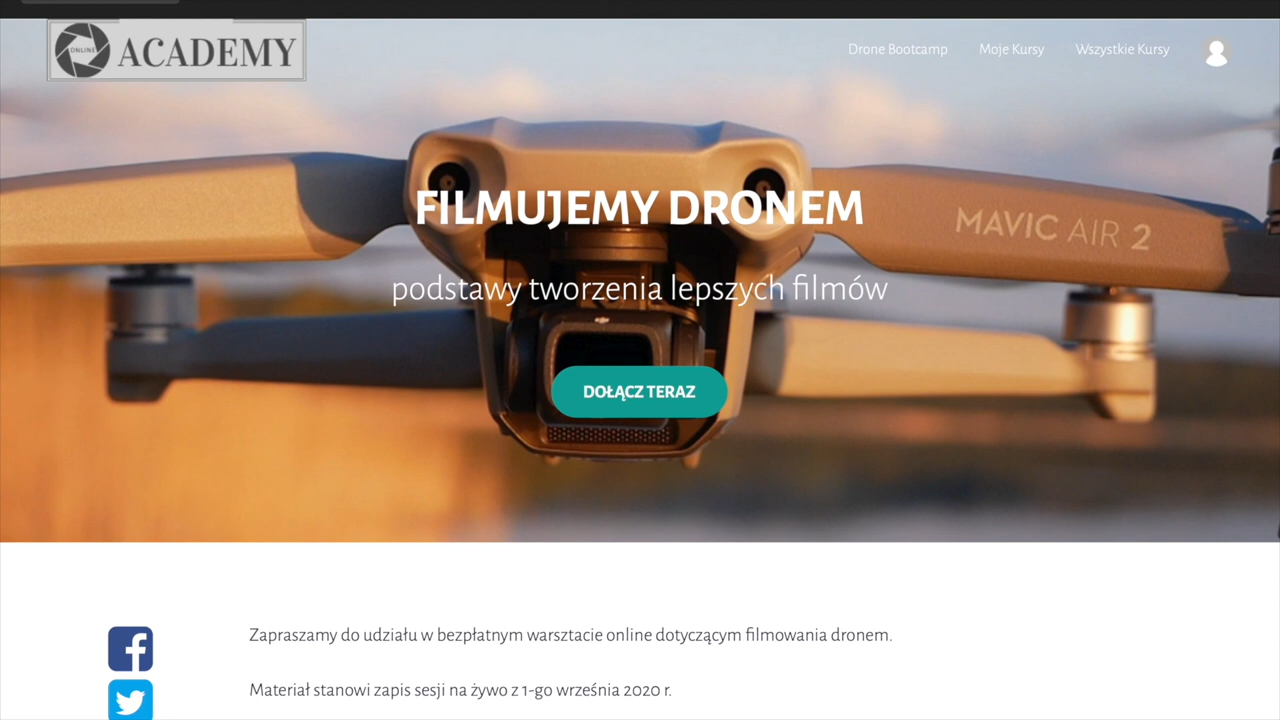 ONLINE ACADEMY
Drone Bootcamp
Moje Kursy
Wszystkie Kursy
FILMUJEMY DRONEM
MAVIC AIR 2
podstawy tworzenia lepszych filmów
dji
DOŁĄCZ TERAZ
Zapraszamy do udziału w bezpłatnym warsztacie online dotyczącym filmowania dronem.
Materiał stanowi zapis sesji na żywo z 1-go września 2020 r.